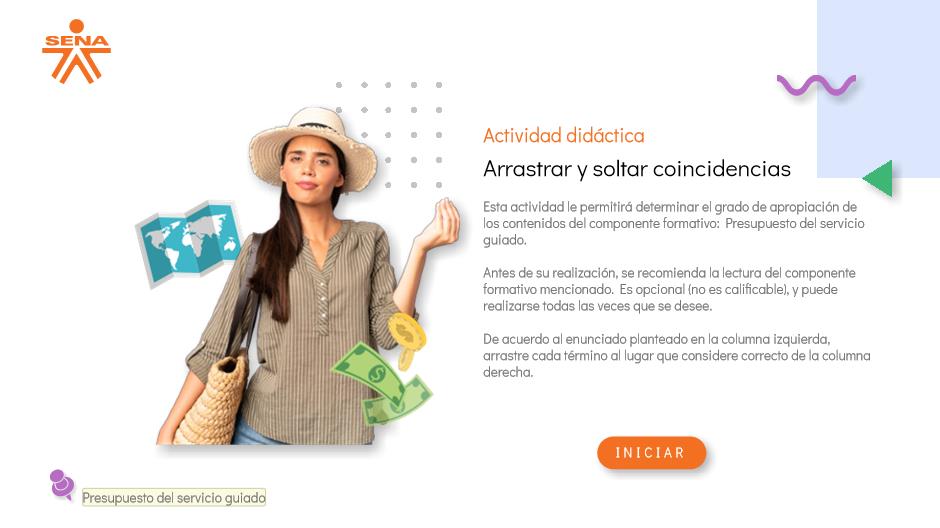 SENA
Actividad didáctica
Arrastrar y soltar coincidencias
Esta actividad le permitirá determinar el grado de apropiación de
los contenidos del componente formativo: Presupuesto del servicio
guiado.
Antes de su realización, se recomienda la lectura del componente
formativo mencionado. Es opcional (no es calificable), y puede
realizarse todas las veces que se desee.
De acuerdo al enunciado planteado en la columna izquierda,
arrastre cada término al lugar que considere correcto de la columna
derecha.
INICIAR
Presupuesto del servicio guiado